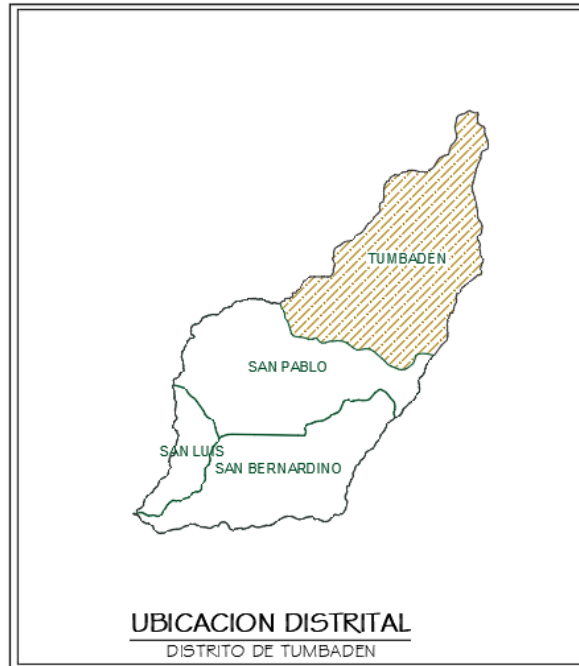 TUMBADEN
SAN PABLO
SAN LUIS
SAN BERNARDINO
UBICACION DISTRITAL
DISTRITO DE TUMBADEN